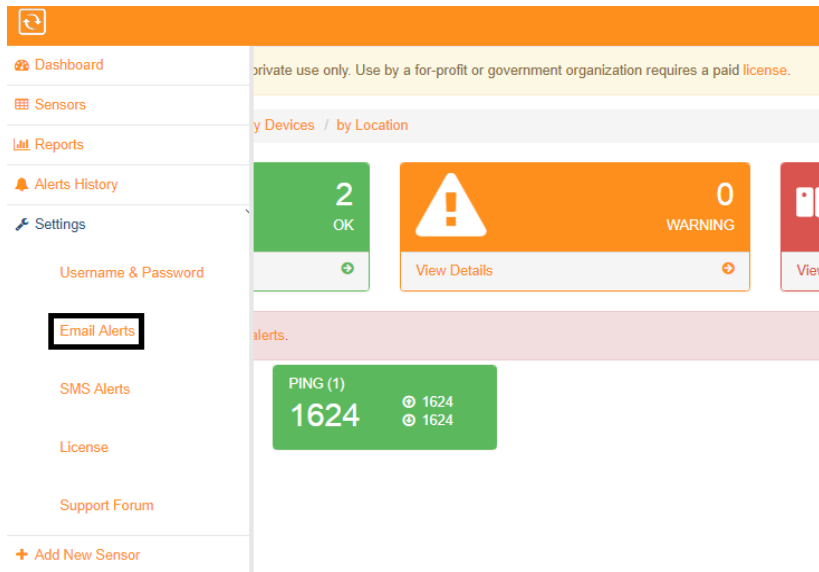 Dashboard
Sensors
Reports
Alerts History
Settings
Username & Password
Email Alerts
SMS Alerts
License
Support Forum
Add New Sensor
private use only. Use by a for-profit or government organization requires a paid license.
y Devices / by Location
2
OK
0
WARNING
View Details
View
alerts.
PING (1)
1624
1624
1624